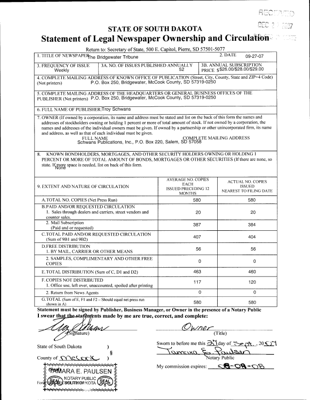 STATE OF SOUTH DAKOTA
Statement of Legal Newspaper Ownership and Circulation
Return to: Secretary of State, 500 E. Capitol, Pierre, SD 57501-5077
1. TITLE OF NEWSPAPER The Bridgewater Tribune
2. DATE 09-27-07
3. FREQUENCY OF ISSUE Weekly
3A. NO. OF ISSUES PUBLISHED ANNUALLY 52
3B. ANNUAL SUBSCRIPTION PRICE
4. COMPLETE MAILING ADDRESS OF KNOWN OFFICE OF PUBLICATION (Street, City, County, State and ZIP+4 Code)
(Not printers) P.O. Box 250, Bridgewater, McCook County, SD 57319-0250
5. COMPLETE MAILING ADDRESS OF THE HEADQUARTERS OR GENERAL BUSINESS OFFICES OF THE
PUBLISHER (Not printers) P.O. Box 250, Bridgewater, McCook County, SD 57319-0250
6. FULL NAME OF PUBLISHER: Troy Schwans
7. OWNER (If owned by a corporation, its name and address must be stated and list on the back of this form the names and
addresses of stockholders owning or holding 1 percent or more of total amount of stock. If not owned by a corporation, the
names and addresses of the individual owners must be given. If owned by a partnership or other unincorporated firm, its name
and address, as well as that of each individual must be given).
FULL NAME COMPLETE MAILING ADDRESS
Schwans Publications, Inc., P.O. Box 220, Salem, SD 57058
8. KNOWN BONDHOLDERS, MORTGAGES, AND OTHER SECURITY HOLDERS OWNING OR HOLDING 1
PERCENT OR MORE OF TOTAL AMOUNT OF BONDS, MORTGAGES OR OTHER SECURITIES (If there are none, so
state. If more space is needed, list on back of this form.
None
9. EXTENT AND NATURE OF CIRCULATION
AVERAGE NO. COPIES EACH ISSUED PRECEDING 12 MONTHS
ACTUAL NO. COPIES ISSUED NEAREST TO FILING DATE
A. TOTAL NO. COPIES (Net Press Run) 580 580
B. PAID AND/OR REQUESTED CIRCULATION
1. Sales through dealers and carriers, street vendors and counter sales. 20 20
2. Mail Subscription (Paid and/or requested) 387 384
C. TOTAL PAID AND/OR REQUESTED CIRCULATION (Sum of 9B1 and 9B2) 407 404
D. FREE DISTRIBUTION
1. BY MAIL, CARRIER OR OTHER MEANS 56 56
2. SAMPLES, COMPLIMENTARY AND OTHER FREE COPIES 0 0
E. TOTAL DISTRIBUTION (Sum of C, D1 and D2) 463 460
F. COPIES NOT DISTRIBUTED
1. Office use, left over, unaccounted, spoiled after printing 117 120
2. Return from News Agents 0 0
G. TOTAL (Sum of E, F1 and F2 - Should equal net press run shown in A) 580 580
Statement must be signed by Publisher, Business Manager, or Owner in the presence of a Notary Public
I swear that the statements made by me are true, correct, and complete:
Owner
(Signature) (Title)
State of South Dakota )
County of )§
Sworn to before me this 27 day of Sept, 2007
Tamara E. Paulsen
Notary Public
My commission expires:
TAMARA E. PAULSEN
NOTARY PUBLIC
SOUTH DAKOTA